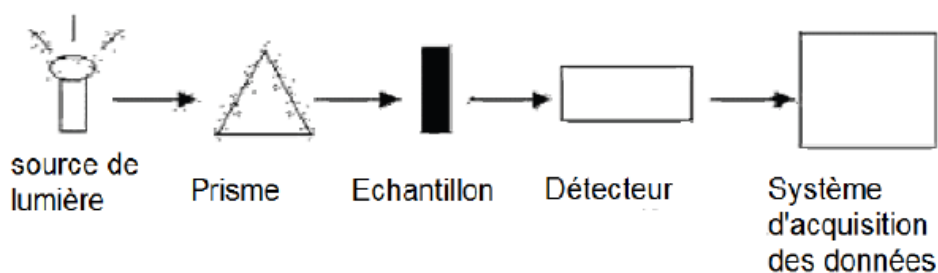 source de
lumière
Prisme
Echantillon
Détecteur
Système
d'acquisition
des données